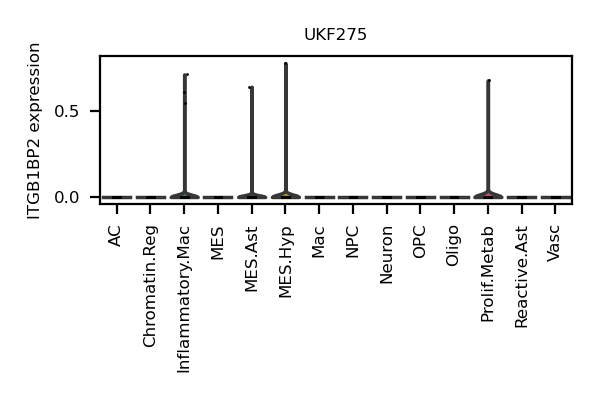 UKF275
ITGB1BP2 expression
0.5
0.0
AC
Chromatin.Reg
Inflammatory.Mac
MES
MES.Ast
MES.Hyp
Mac
NPC
Neuron
OPC
Oligo
Prolif.Metab
Reactive.Ast
Vasc